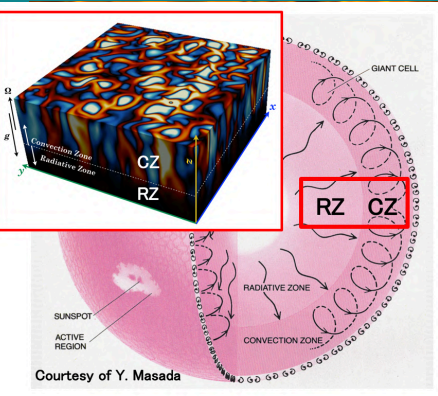 Ω
g
Convection Zone
Radiative Zone
y
x
z
CZ
RZ
GIANT CELL
RZ CZ
RADIATIVE ZONE
CONVECTION ZONE
SUNSPOT
ACTIVE
REGION
Courtesy of Y. Masada